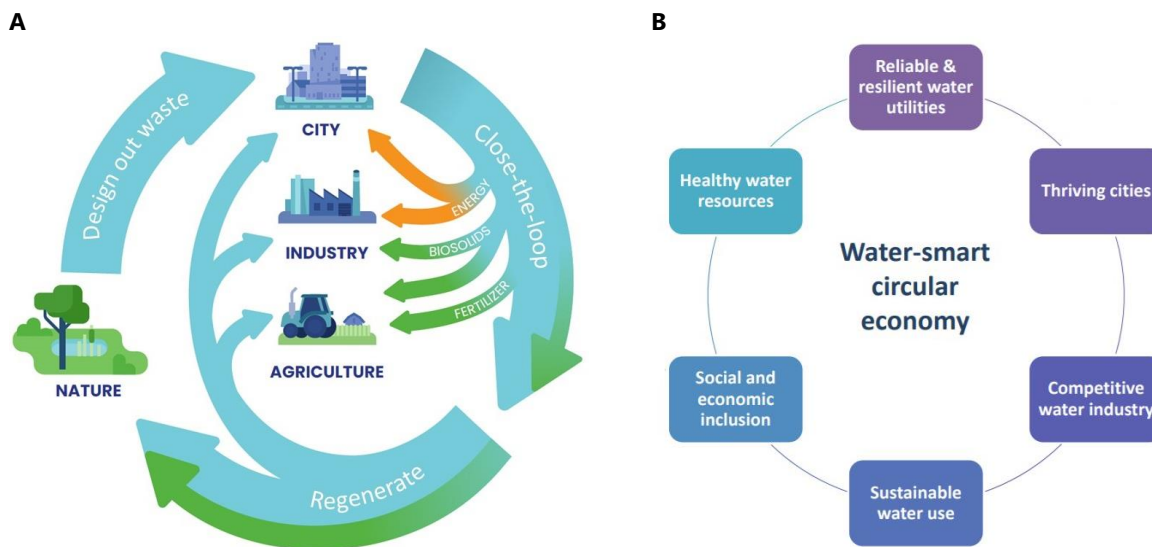 A
Design out waste
CITY
Close-the-loop
ENERGY
INDUSTRY
BIOSOLIDS
FERTILIZER
AGRICULTURE
NATURE
Regenerate
B
Reliable &
resilient water
utilities
Healthy water
resources
Thriving cities
Water-smart
circular
economy
Social and
economic
inclusion
Competitive
water industry
Sustainable
water use